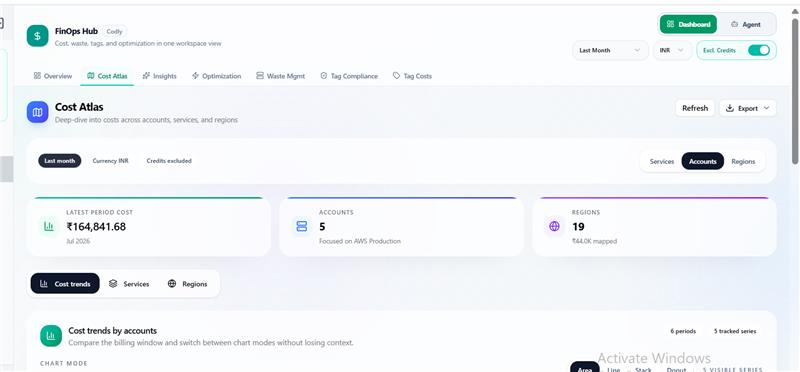 FinOps Hub Codly
Cost, waste, tags, and optimization in one workspace view
Dashboard Agent
Last Month INR Excl. Credits
Overview Cost Atlas Insights Optimization Waste Mgmt Tag Compliance Tag Costs
Cost Atlas
Deep-dive into costs across accounts, services, and regions
Refresh Export
Last month Currency INR Credits excluded
Services Accounts Regions
LATEST PERIOD COST
₹164,841.68
Jul 2026
ACCOUNTS
5
Focused on AWS Production
REGIONS
19
₹44.0K mapped
Cost trends Services Regions
Cost trends by accounts
Compare the billing window and switch between chart modes without losing context.
6 periods 5 tracked series
CHART MODE
Activate Windows
Area Line Stack Donut 5 VISIBLE SERIES